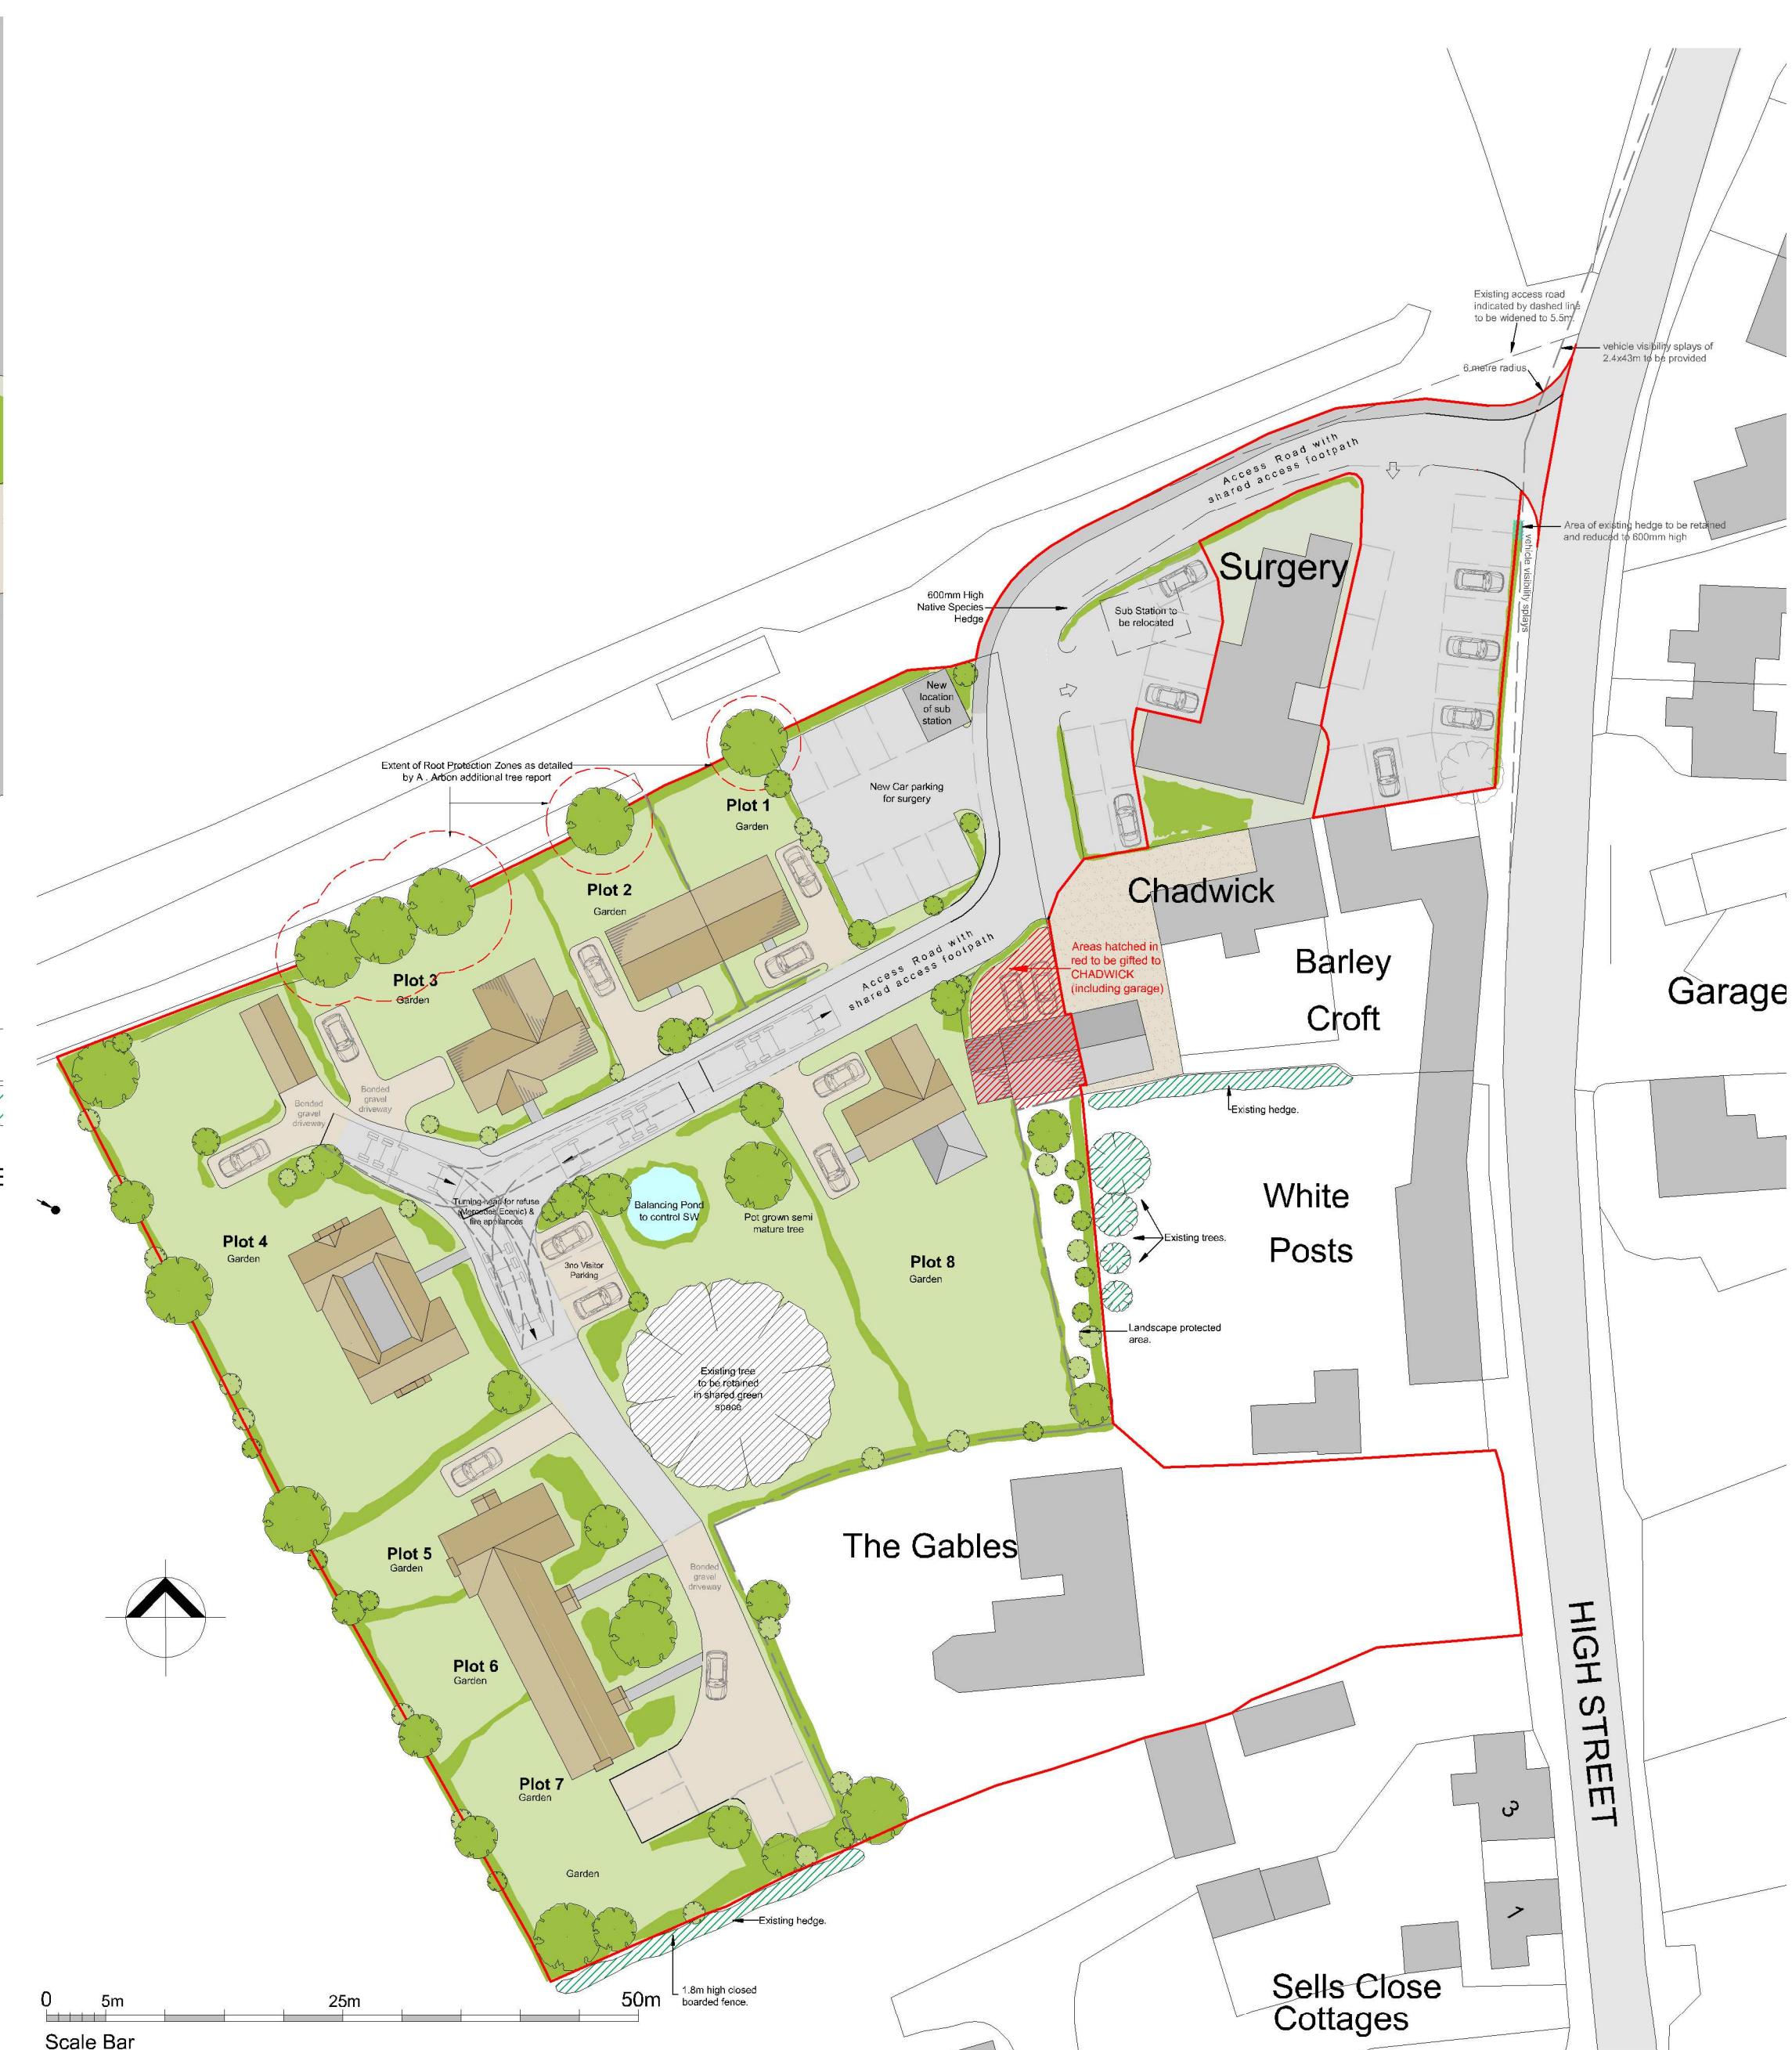 Existing access road
indicated by dashed line
to be widened to 5.5m.
vehicle visibility splays of
2.4x43m to be provided
6 metre radius
Access Road with
shared access footpath
Area of existing hedge to be retained
and reduced to 600mm high
vehicle visibility splays
Surgery
600mm High
Native Species
Hedge
Sub Station to
be relocated
New
location
of sub
station
Extent of Root Protection Zones as detailed
by A . Arbon additional tree report
New Car parking
for surgery
Plot 1
Garden
Plot 2
Garden
Chadwick
Access Road with
shared access footpath
Areas hatched in
red to be gifted to
CHADWICK
(including garage)
Barley
Croft
Garage
Plot 3
Garden
Bonded
gravel
driveway
Bonded
gravel
driveway
Existing hedge.
Turning head for refuse
(Mercedes Econic) &
fire appliances
Balancing Pond
to control SW
Pot grown semi
mature tree
White
Posts
Existing trees.
Plot 4
Garden
3no Visitor
Parking
Plot 8
Garden
Landscape protected
area.
Existing tree
to be retained
in shared green
space
Plot 5
Garden
The Gables
Bonded
gravel
driveway
Plot 6
Garden
HIGH STREET
Plot 7
Garden
3
Garden
Existing hedge.
1
1.8m high closed
boarded fence.
Sells Close
Cottages
0 5m 25m 50m
Scale Bar